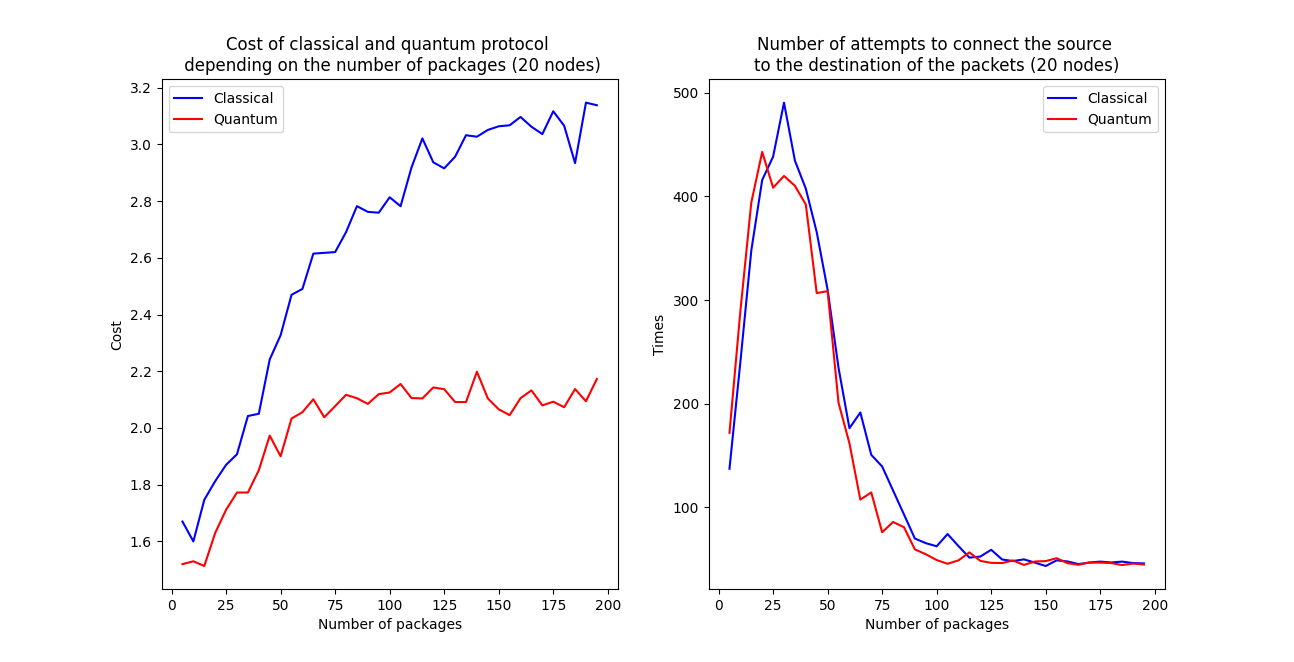 Cost of classical and quantum protocol
depending on the number of packages (20 nodes)
Classical
Quantum
3.2
3.0
2.8
2.6
2.4
2.2
2.0
1.8
1.6
Cost
0 25 50 75 100 125 150 175 200
Number of packages
Number of attempts to connect the source
to the destination of the packets (20 nodes)
Classical
Quantum
500
400
300
200
100
Times
0 25 50 75 100 125 150 175 200
Number of packages